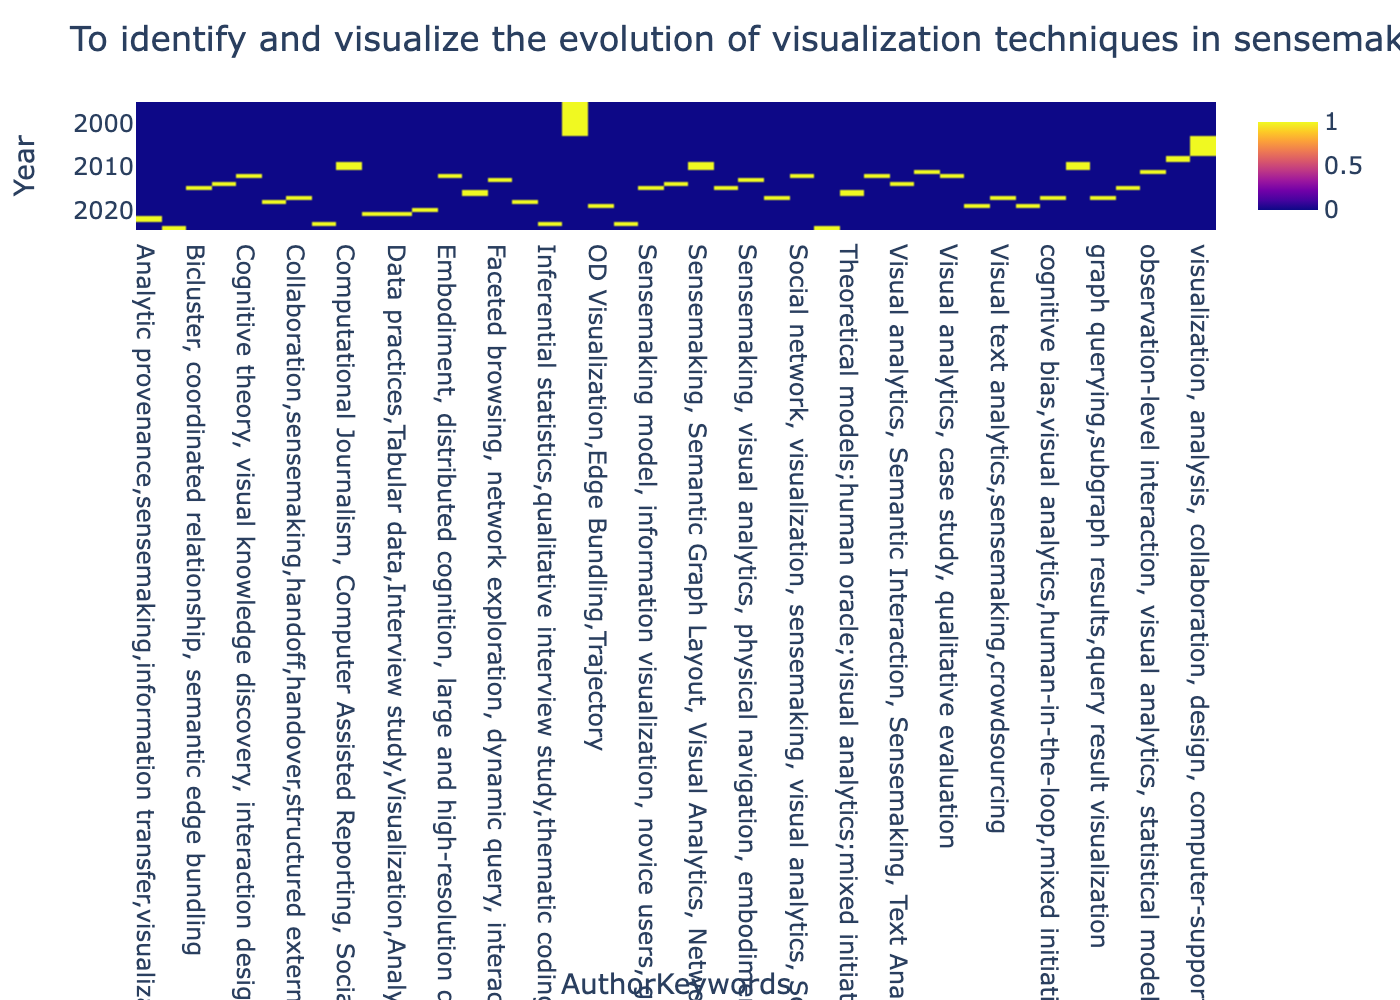 To identify and visualize the evolution of visualization techniques in sensemak
Year
2000
2010
2020
1
0.5
0
Analytic provenance,sensemaking,information transfer,visualiza
Bicluster, coordinated relationship, semantic edge bundling
Cognitive theory, visual knowledge discovery, interaction desig
Collaboration,sensemaking,handoff,handover,structured extern
Computational Journalism, Computer Assisted Reporting, Socia
Data practices,Tabular data,Interview study,Visualization,Analy
Embodiment, distributed cognition, large and high-resolution d
Faceted browsing, network exploration, dynamic query, interac
Inferential statistics,qualitative interview study,thematic coding
OD Visualization,Edge Bundling,Trajectory
Sensemaking model, information visualization, novice users, g
Sensemaking, Semantic Graph Layout, Visual Analytics, Netwo
Sensemaking, visual analytics, physical navigation, embodimen
Social network, visualization, sensemaking, visual analytics, Se
Theoretical models;human oracle;visual analytics;mixed initiat
Visual analytics, Semantic Interaction, Sensemaking, Text Ana
Visual analytics, case study, qualitative evaluation
Visual text analytics,sensemaking,crowdsourcing
cognitive bias,visual analytics,human-in-the-loop,mixed initiati
graph querying,subgraph results,query result visualization
observation-level interaction, visual analytics, statistical model
visualization, analysis, collaboration, design, computer-suppor
AuthorKeywords